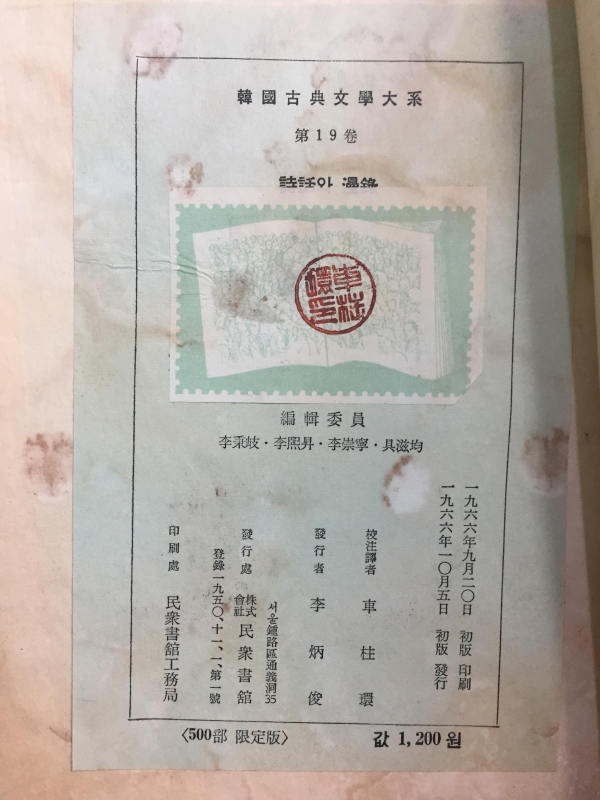 韓國古典文學大系
第19卷
車柱
環印
編輯委員
李秉岐・李熙昇・李崇寧・具滋均
一九六六年九月二〇日 初版 印刷
一九六六年一〇月五日 初版 發行
校注譯者 車柱環
發行者 李炳俊
서울鍾路區通義洞35
發行處 株式會社 民衆書館
登錄一九五〇、十一、一、第一號
印刷處 民衆書館工務局
〈500部 限定版〉
값 1,200 원